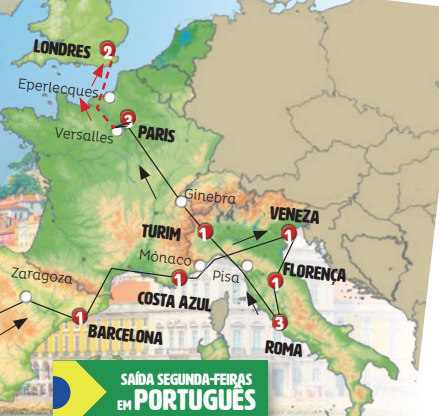 LONDRES
2
Eperlecques
Versalles
3
PARIS
Ginebra
TURIM
1
VENEZA
1
Mónaco
Pisa
FLORENÇA
1
Zaragoza
1
COSTA AZUL
1
BARCELONA
3
ROMA
SAÍDA SEGUNDA-FEIRAS
EM PORTUGUÊS